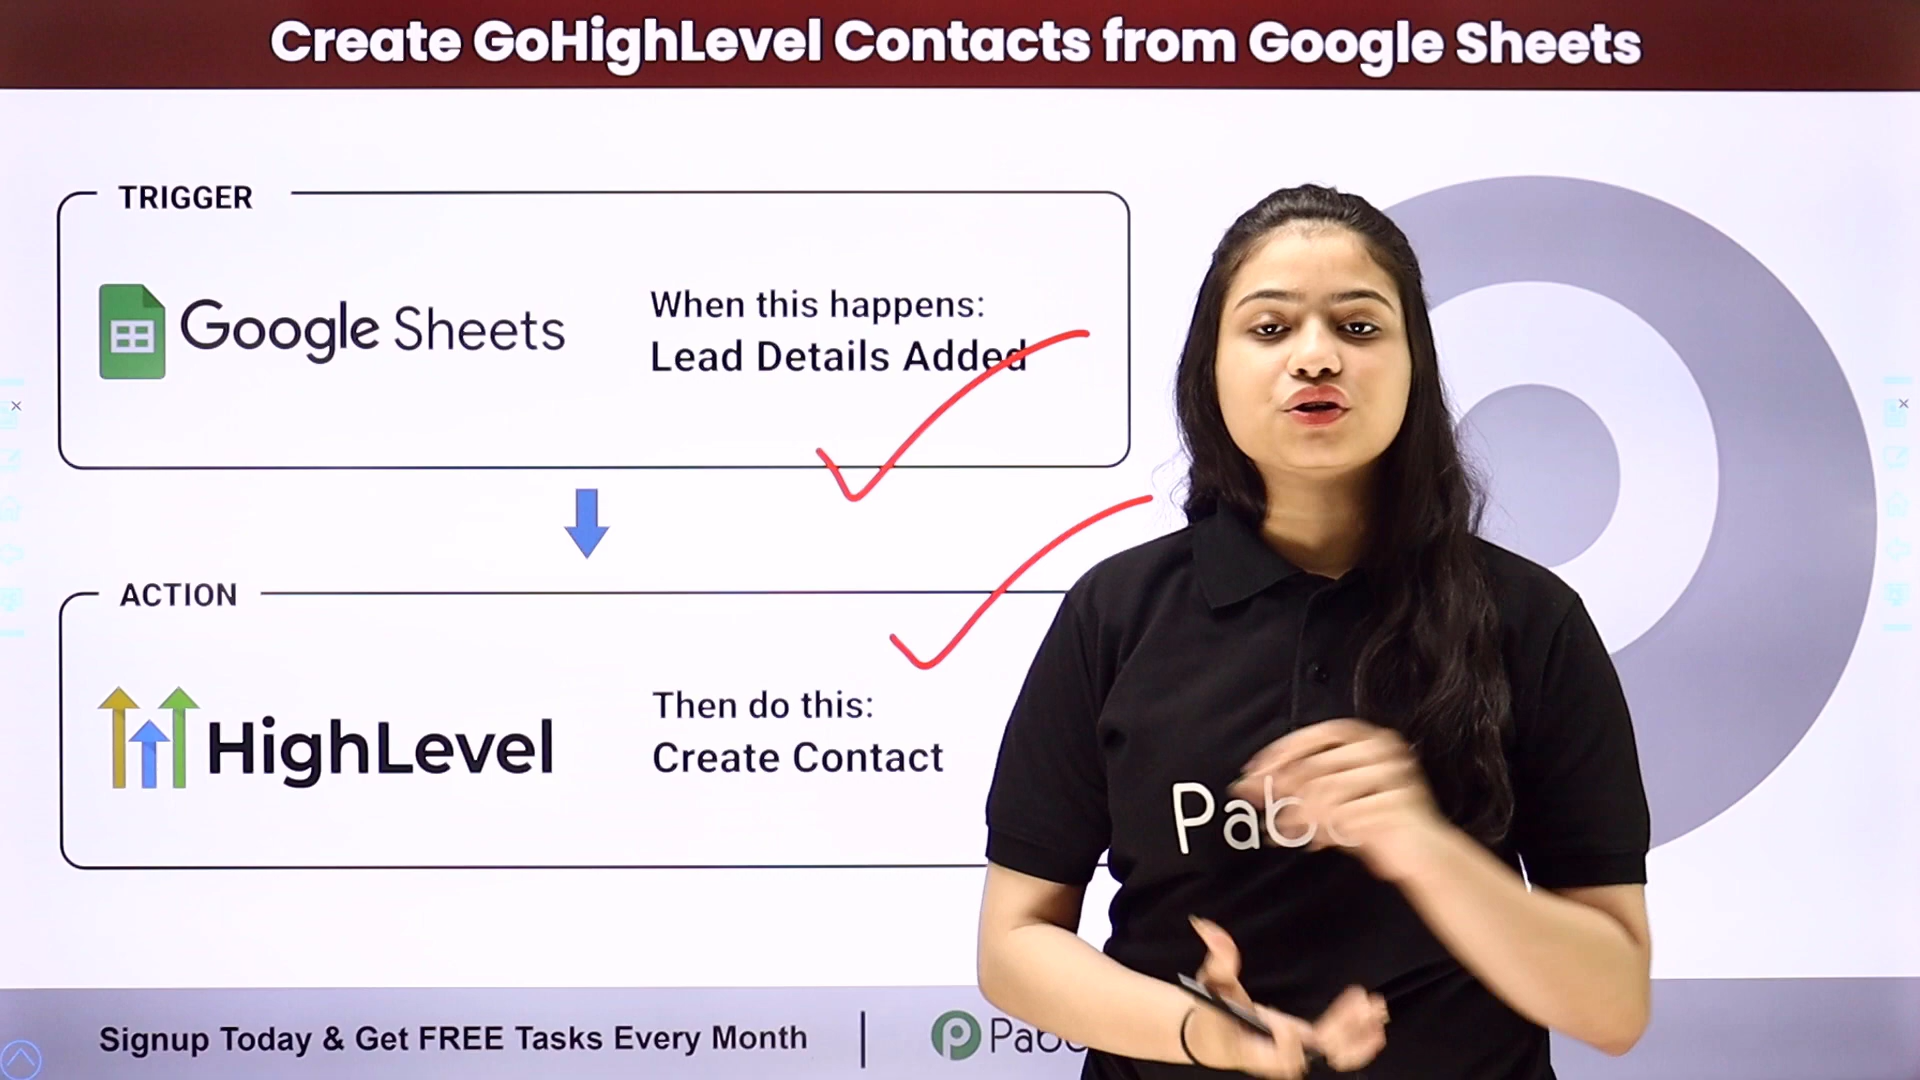 Create GoHighLevel Contacts from Google Sheets
TRIGGER
Google Sheets
When this happens:
Lead Details Added
ACTION
HighLevel
Then do this:
Create Contact
Signup Today & Get FREE Tasks Every Month